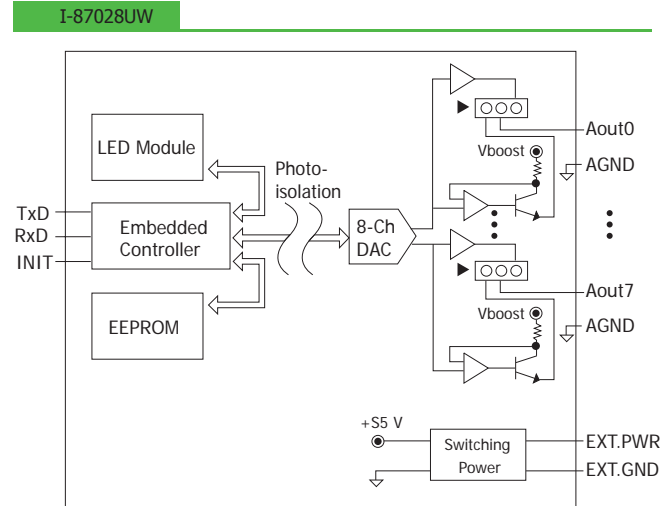 I-87028UW
LED Module
Photo-
isolation
TxD
RxD
INIT
Embedded
Controller
EEPROM
8-Ch
DAC
Aout0
Vboost
AGND
Aout7
Vboost
AGND
+S5 V
Switching
Power
EXT.PWR
EXT.GND